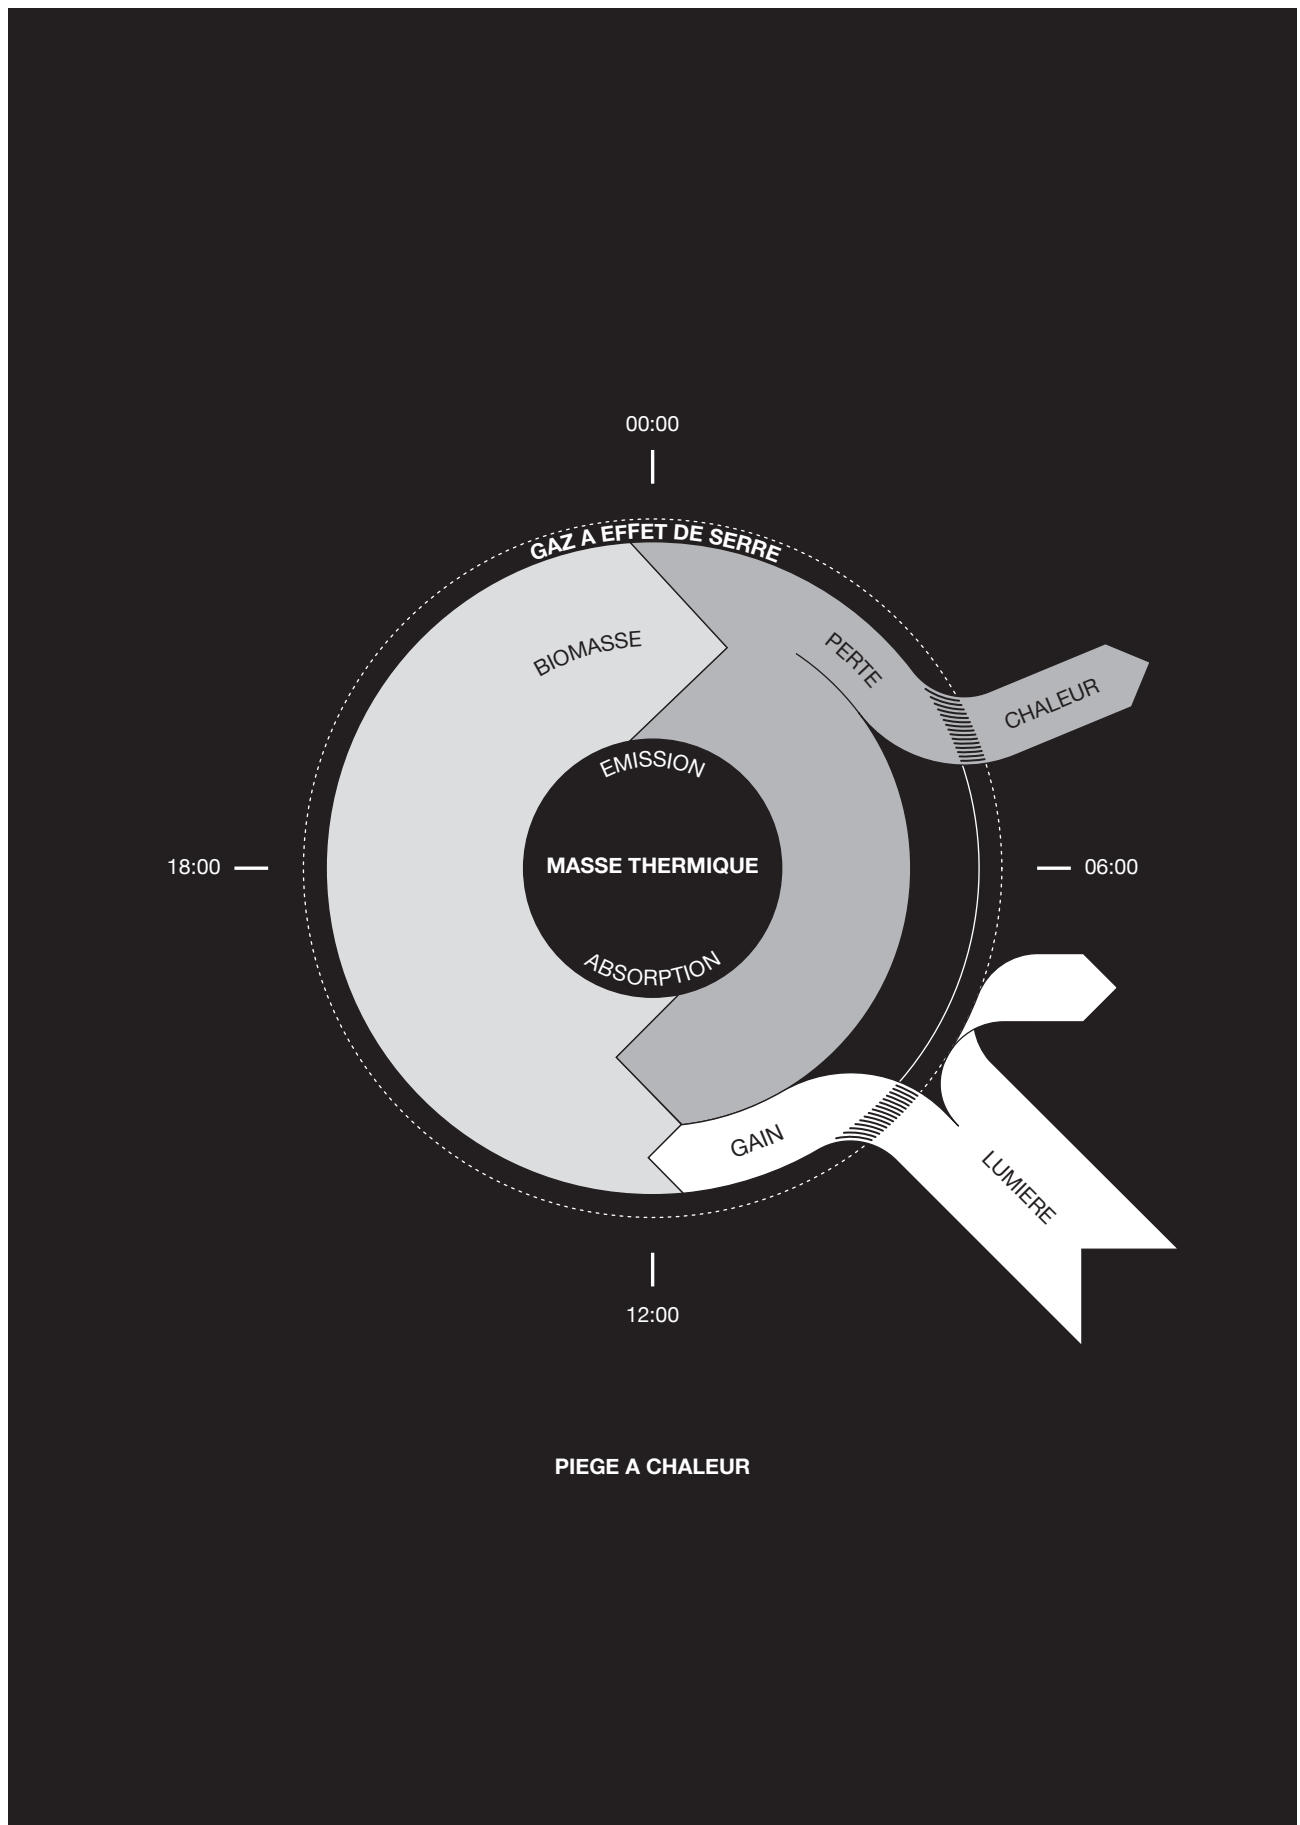 00:00
GAZ A EFFET DE SERRE
BIOMASSE
PERTE
CHALEUR
EMISSION
MASSE THERMIQUE
18:00
06:00
ABSORPTION
GAIN
LUMIERE
12:00
PIEGE A CHALEUR